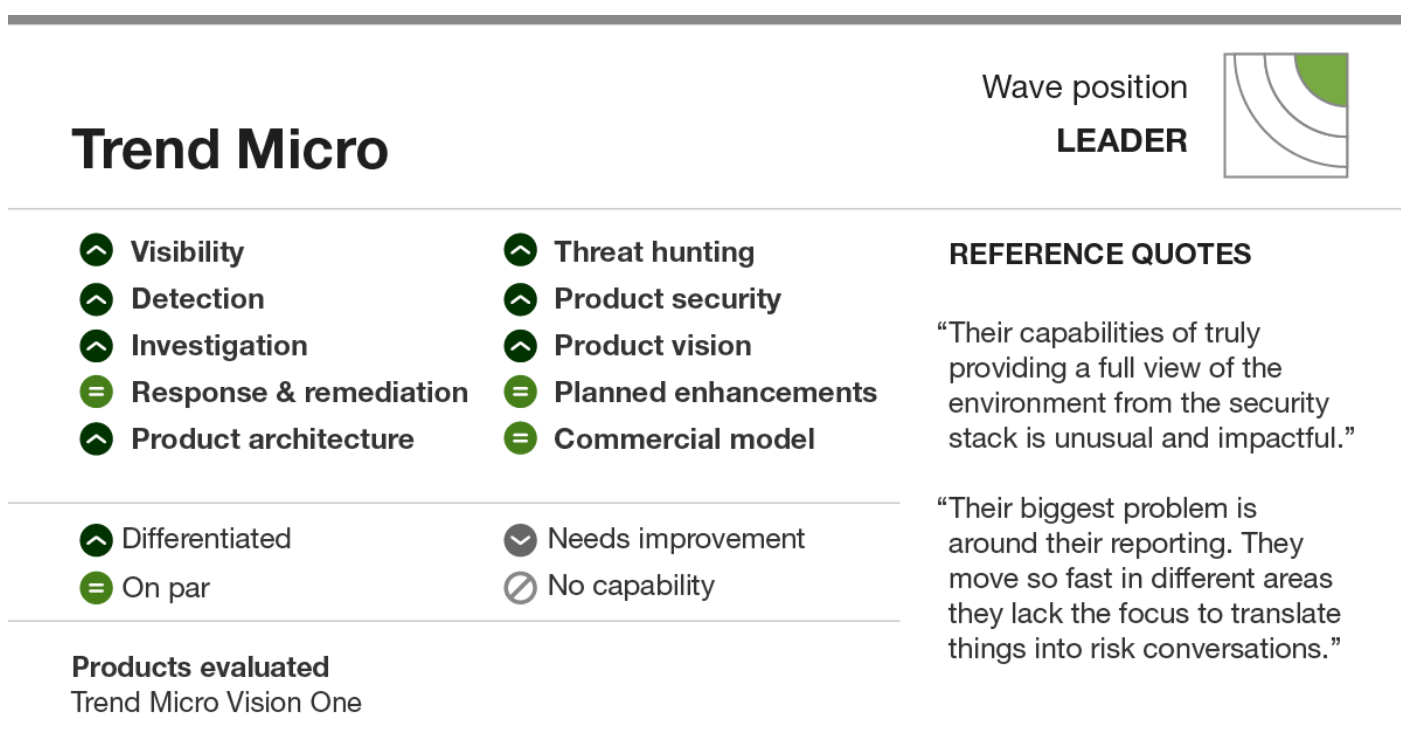 Trend Micro
Wave position
LEADER
Visibility
Detection
Investigation
Response & remediation
Product architecture
Threat hunting
Product security
Product vision
Planned enhancements
Commercial model
Differentiated
On par
Needs improvement
No capability
Products evaluated
Trend Micro Vision One
REFERENCE QUOTES
“Their capabilities of truly
providing a full view of the
environment from the security
stack is unusual and impactful.”
“Their biggest problem is
around their reporting. They
move so fast in different areas
they lack the focus to translate
things into risk conversations.”